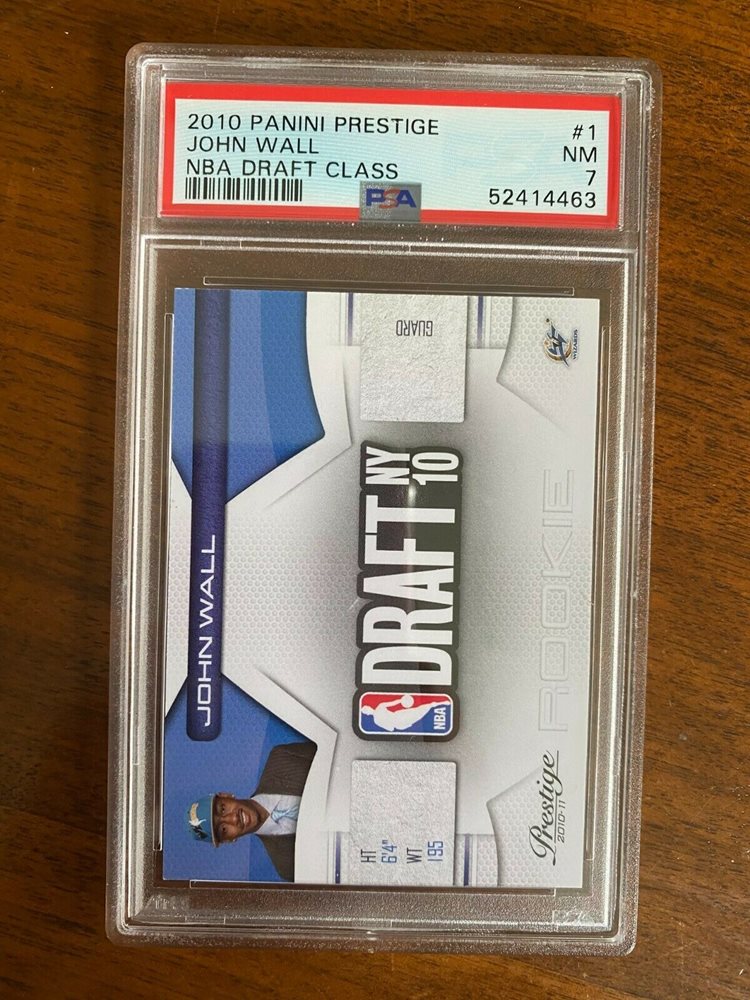 2010 PANINI PRESTIGE #1
JOHN WALL NM
NBA DRAFT CLASS 7
PSA 52414463
JOHN WALL
GUARD
HT
6'4"
WT
195
NBA
DRAFT NY
10
WIZARDS
ROOKIE
Prestige
2010-11